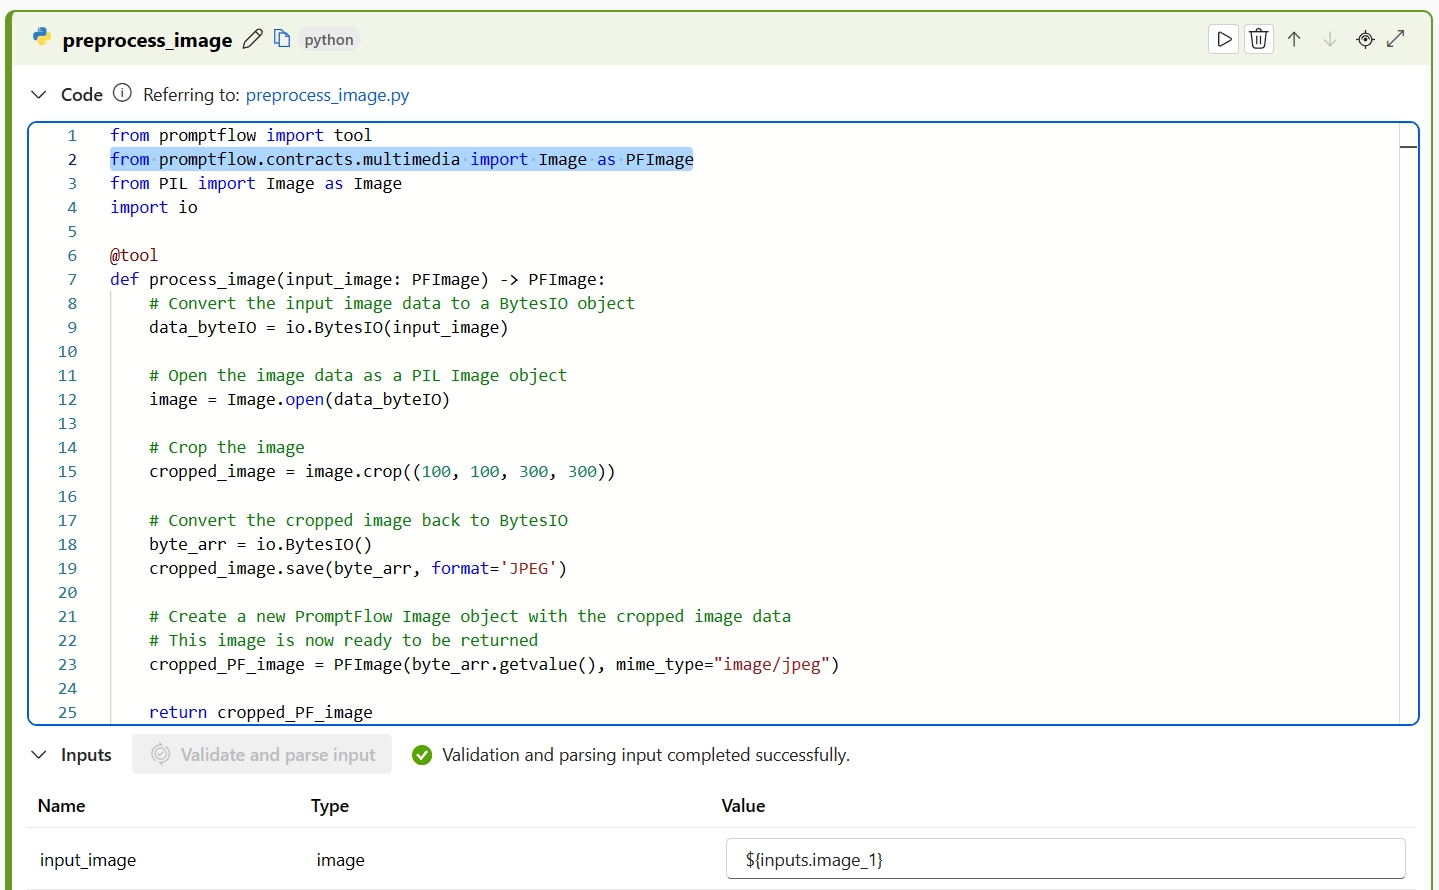 preprocess_image python
Code Referring to: preprocess_image.py
1 from promptflow import tool
2 from promptflow.contracts.multimedia import Image as PFImage
3 from PIL import Image as Image
4 import io
5
6 @tool
7 def process_image(input_image: PFImage) -> PFImage:
8 # Convert the input image data to a BytesIO object
9 data_byteIO = io.BytesIO(input_image)
10
11 # Open the image data as a PIL Image object
12 image = Image.open(data_byteIO)
13
14 # Crop the image
15 cropped_image = image.crop((100, 100, 300, 300))
16
17 # Convert the cropped image back to BytesIO
18 byte_arr = io.BytesIO()
19 cropped_image.save(byte_arr, format='JPEG')
20
21 # Create a new PromptFlow Image object with the cropped image data
22 # This image is now ready to be returned
23 cropped_PF_image = PFImage(byte_arr.getvalue(), mime_type="image/jpeg")
24
25 return cropped_PF_image
Inputs Validate and parse input Validation and parsing input completed successfully.
Name Type Value
input_image image ${inputs.image_1}